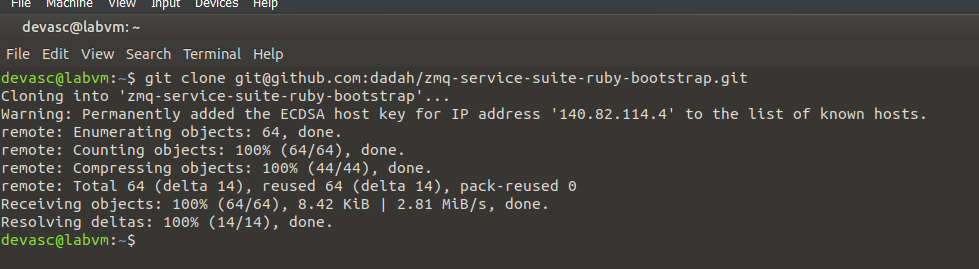 File Machine View Input Devices Help
devasc@labvm: ~
File Edit View Search Terminal Help
devasc@labvm:~$ git clone git@github.com:dadah/zmq-service-suite-ruby-bootstrap.git
Cloning into 'zmq-service-suite-ruby-bootstrap'...
Warning: Permanently added the ECDSA host key for IP address '140.82.114.4' to the list of known hosts.
remote: Enumerating objects: 64, done.
remote: Counting objects: 100% (64/64), done.
remote: Compressing objects: 100% (44/44), done.
remote: Total 64 (delta 14), reused 64 (delta 14), pack-reused 0
Receiving objects: 100% (64/64), 8.42 KiB | 2.81 MiB/s, done.
Resolving deltas: 100% (14/14), done.
devasc@labvm:~$